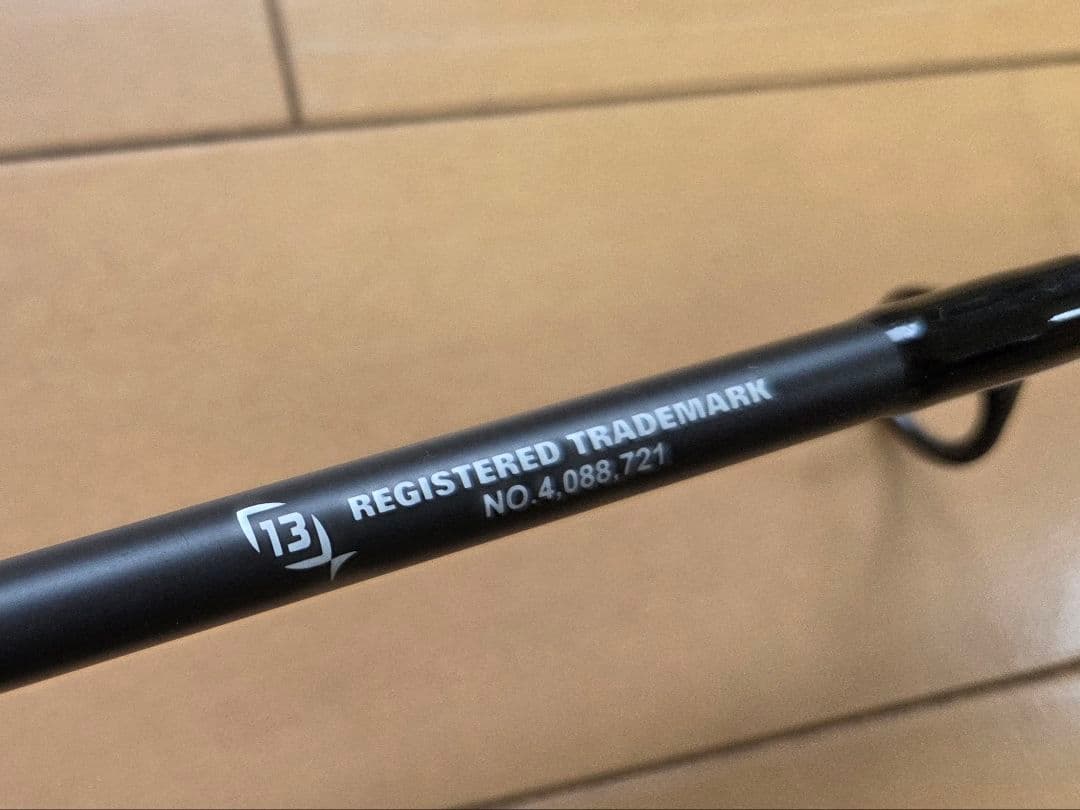 13
REGISTERED TRADEMARK
NO.4,088,721